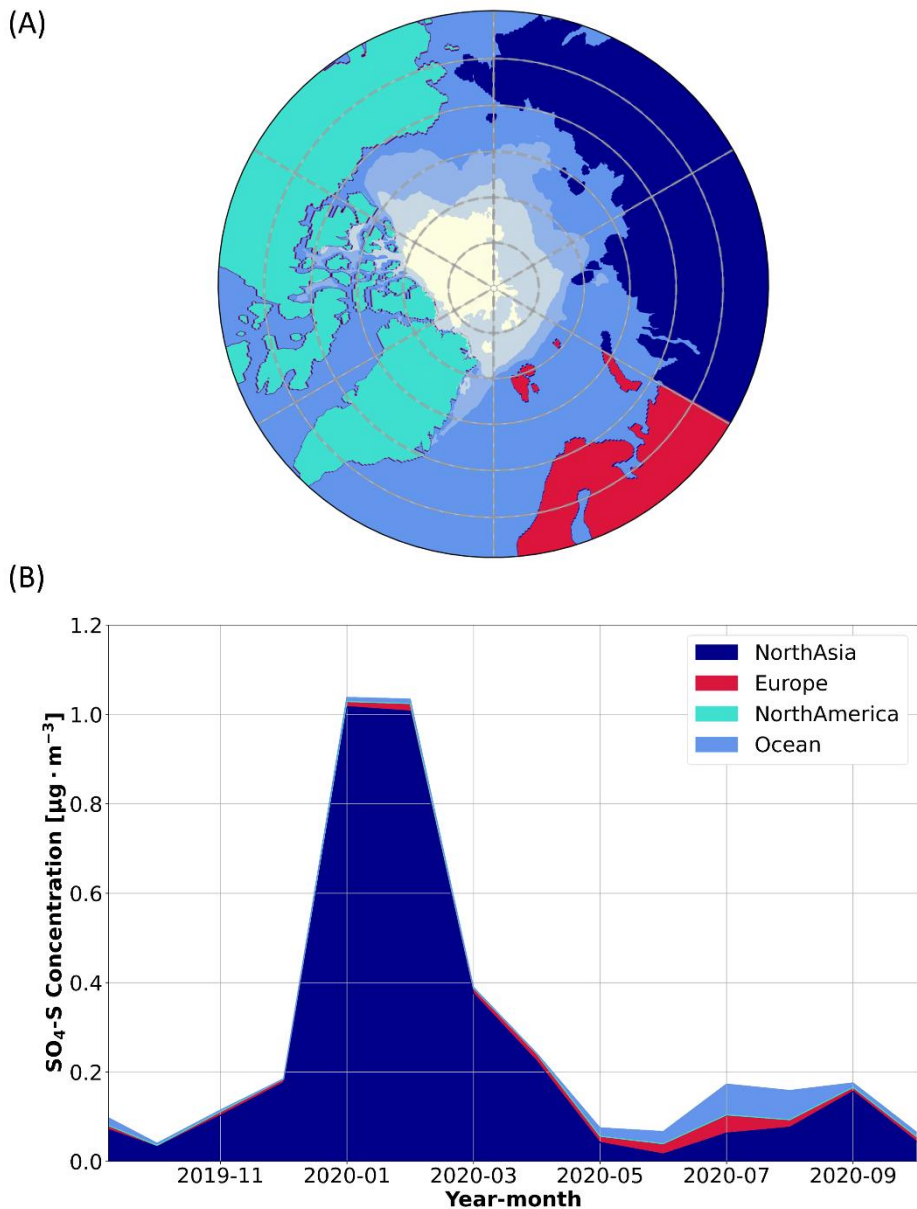 (A)
(B)
1.2
1.0
0.8
0.6
0.4
0.2
0.0
SO₄-S Concentration [µg · m⁻³]
NorthAsia
Europe
NorthAmerica
Ocean
2019-11
2020-01
2020-03
2020-05
2020-07
2020-09
Year-month